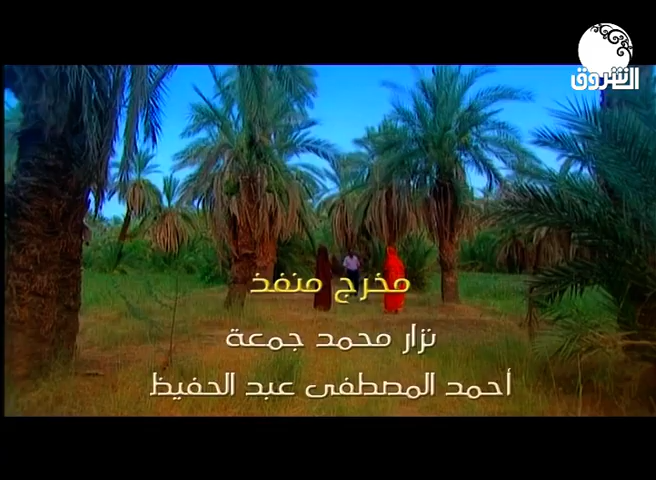 الشروق
مخرج منفذ
نزار محمد جمعة
أحمد المصطفى عبد الحفيظ